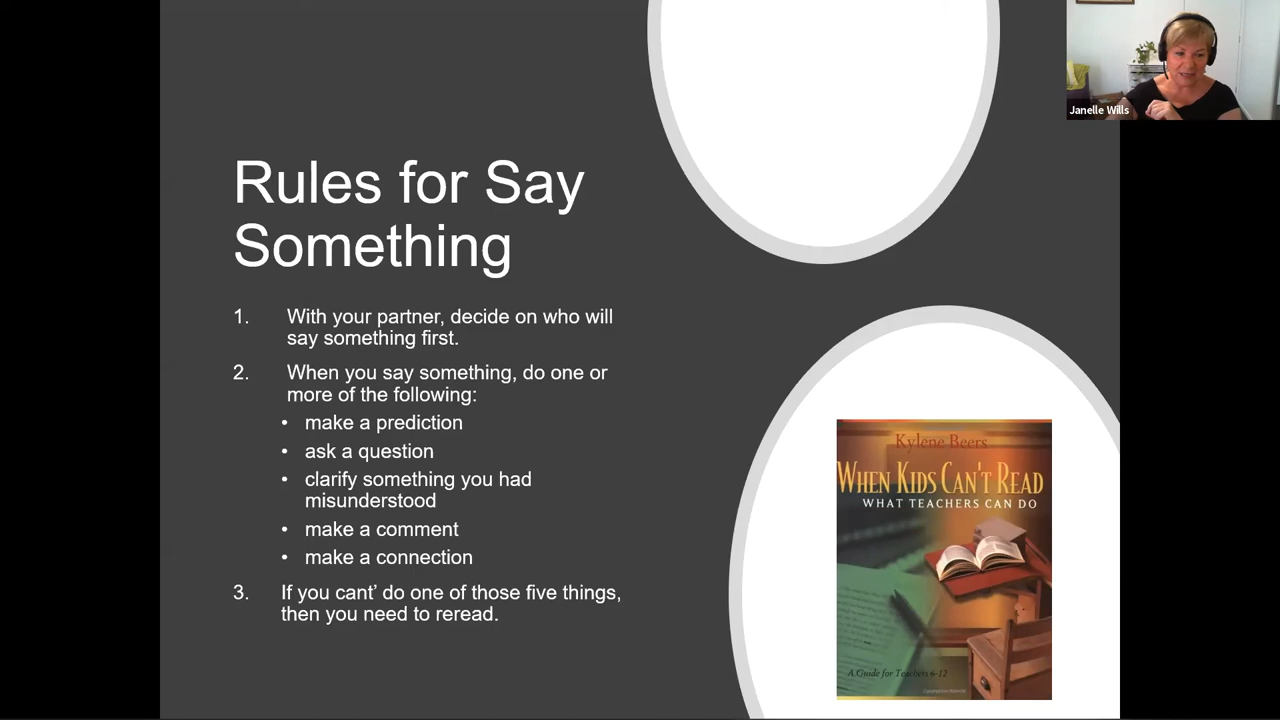 Janelle Wills
Rules for Say
Something
1. With your partner, decide on who will
say something first.
2. When you say something, do one or
more of the following:
• make a prediction
• ask a question
• clarify something you had
misunderstood
• make a comment
• make a connection
3. If you cant’ do one of those five things,
then you need to reread.
Kylene Beers
WHEN KIDS CAN'T READ
WHAT TEACHERS CAN DO
A Guide for Teachers 6-12